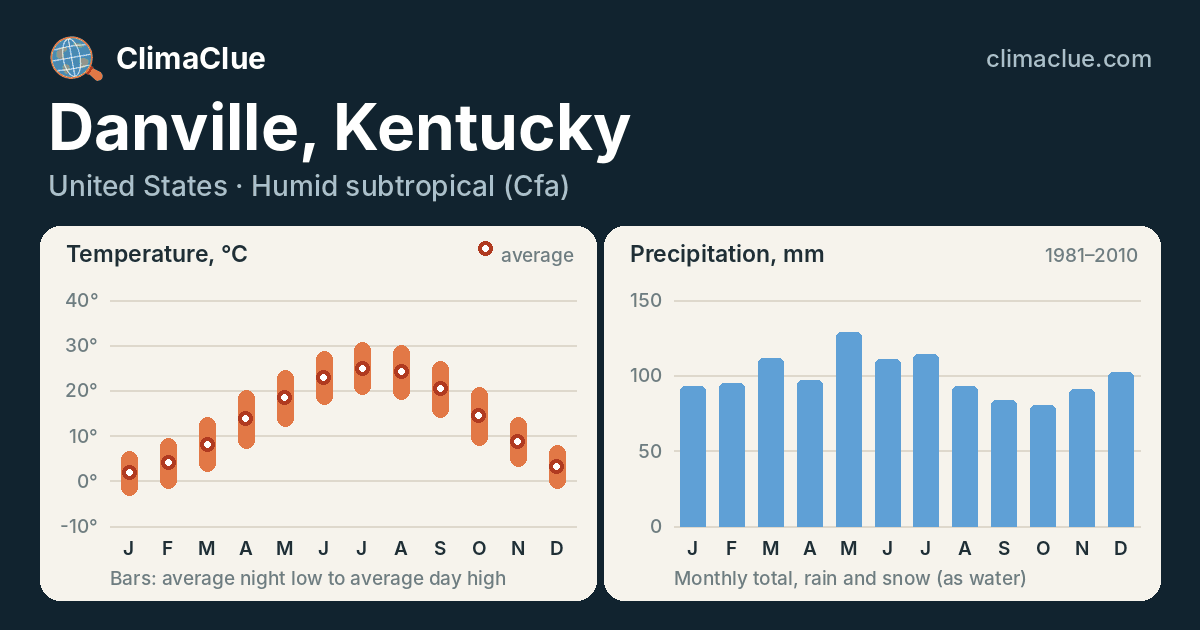 ClimaClue
climaclue.com
Danville, Kentucky
United States · Humid subtropical (Cfa)
Temperature, °C
average
40°
30°
20°
10°
0°
-10°
J F M A M J J A S O N D
Bars: average night low to average day high
Precipitation, mm
1981–2010
150
100
50
0
J F M A M J J A S O N D
Monthly total, rain and snow (as water)